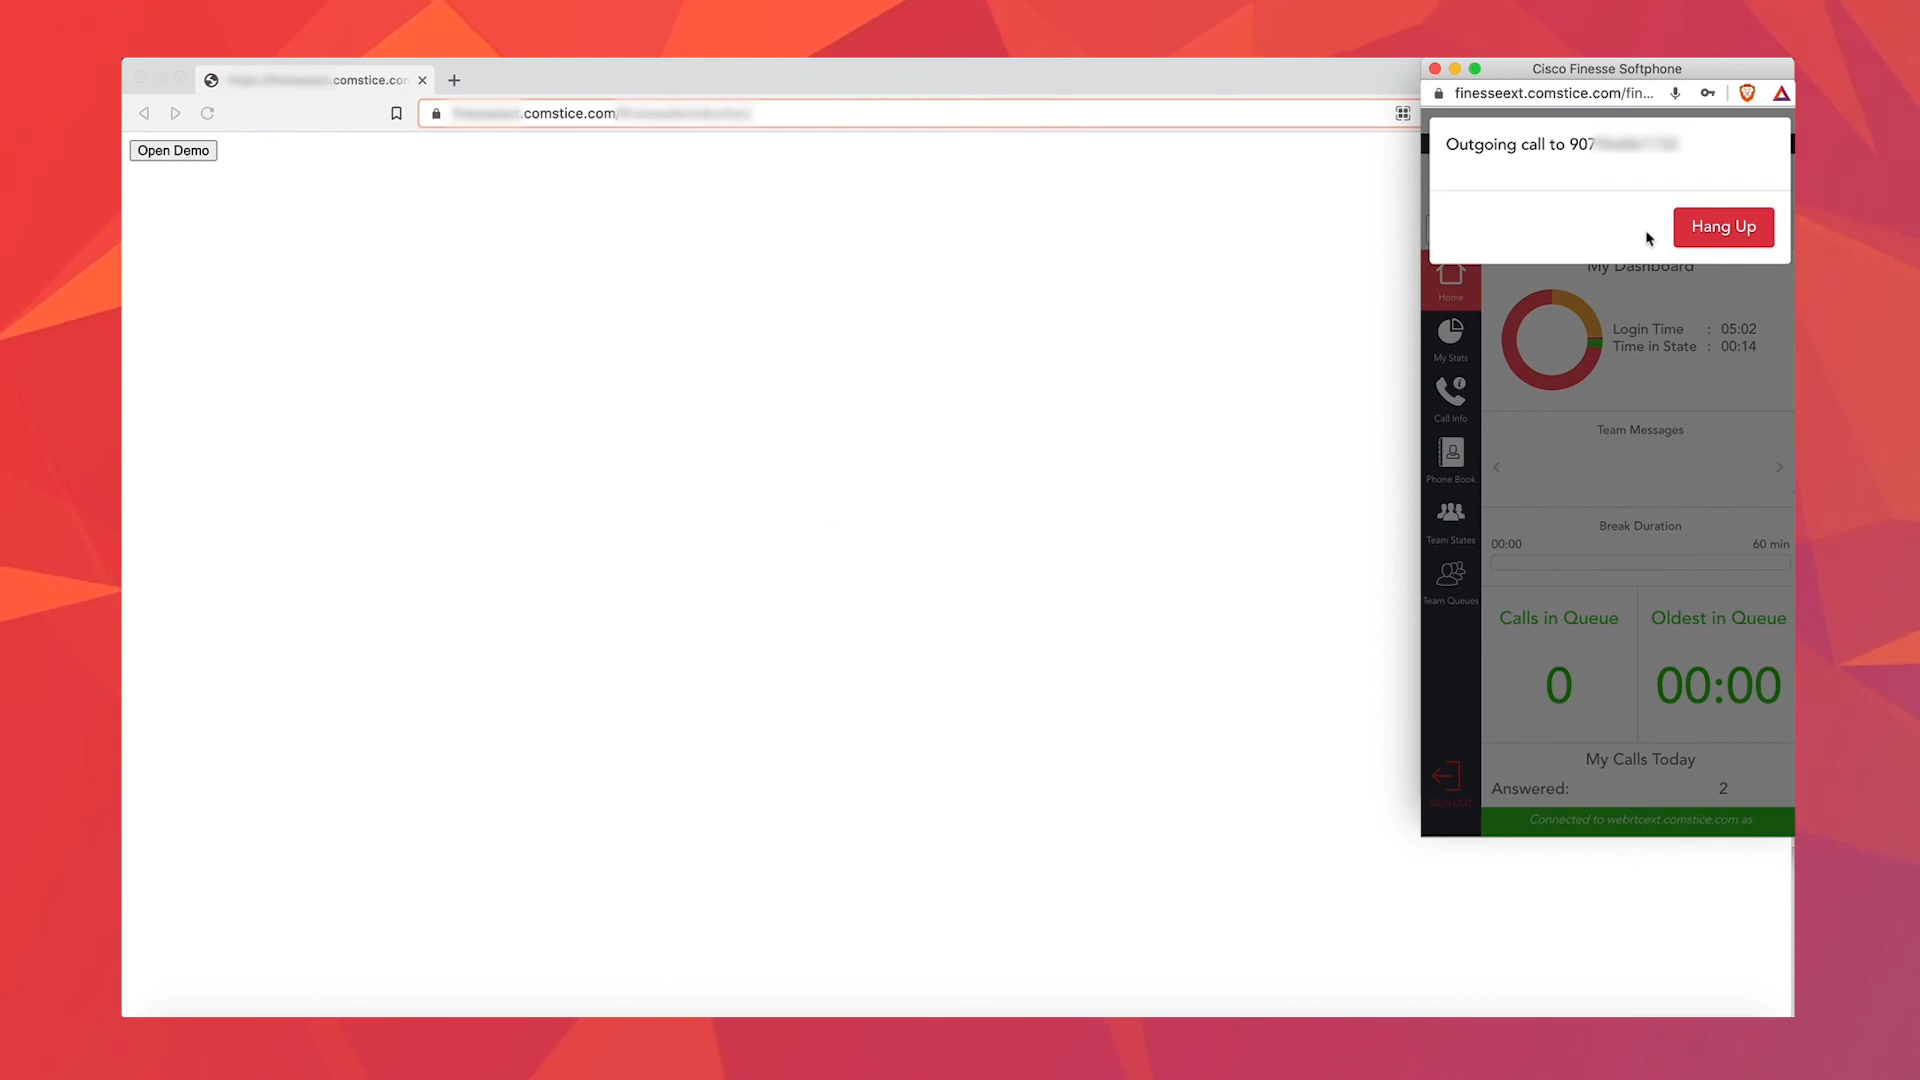 .comstice.con
.comstice.com/
Open Demo
Cisco Finesse Softphone
finesseext.comstice.com/fin...
Outgoing call to 907
Hang Up
My Dashboard
Home
Login Time : 05:02
Time in State : 00:14
My Stats
Call Info
Team Messages
Phone Book
Break Duration
Team States
00:00 60 min
Team Queues
Calls in Queue
0
Oldest in Queue
00:00
My Calls Today
Answered: 2
SIGN OUT
Connected to webrtcext.comstice.com as